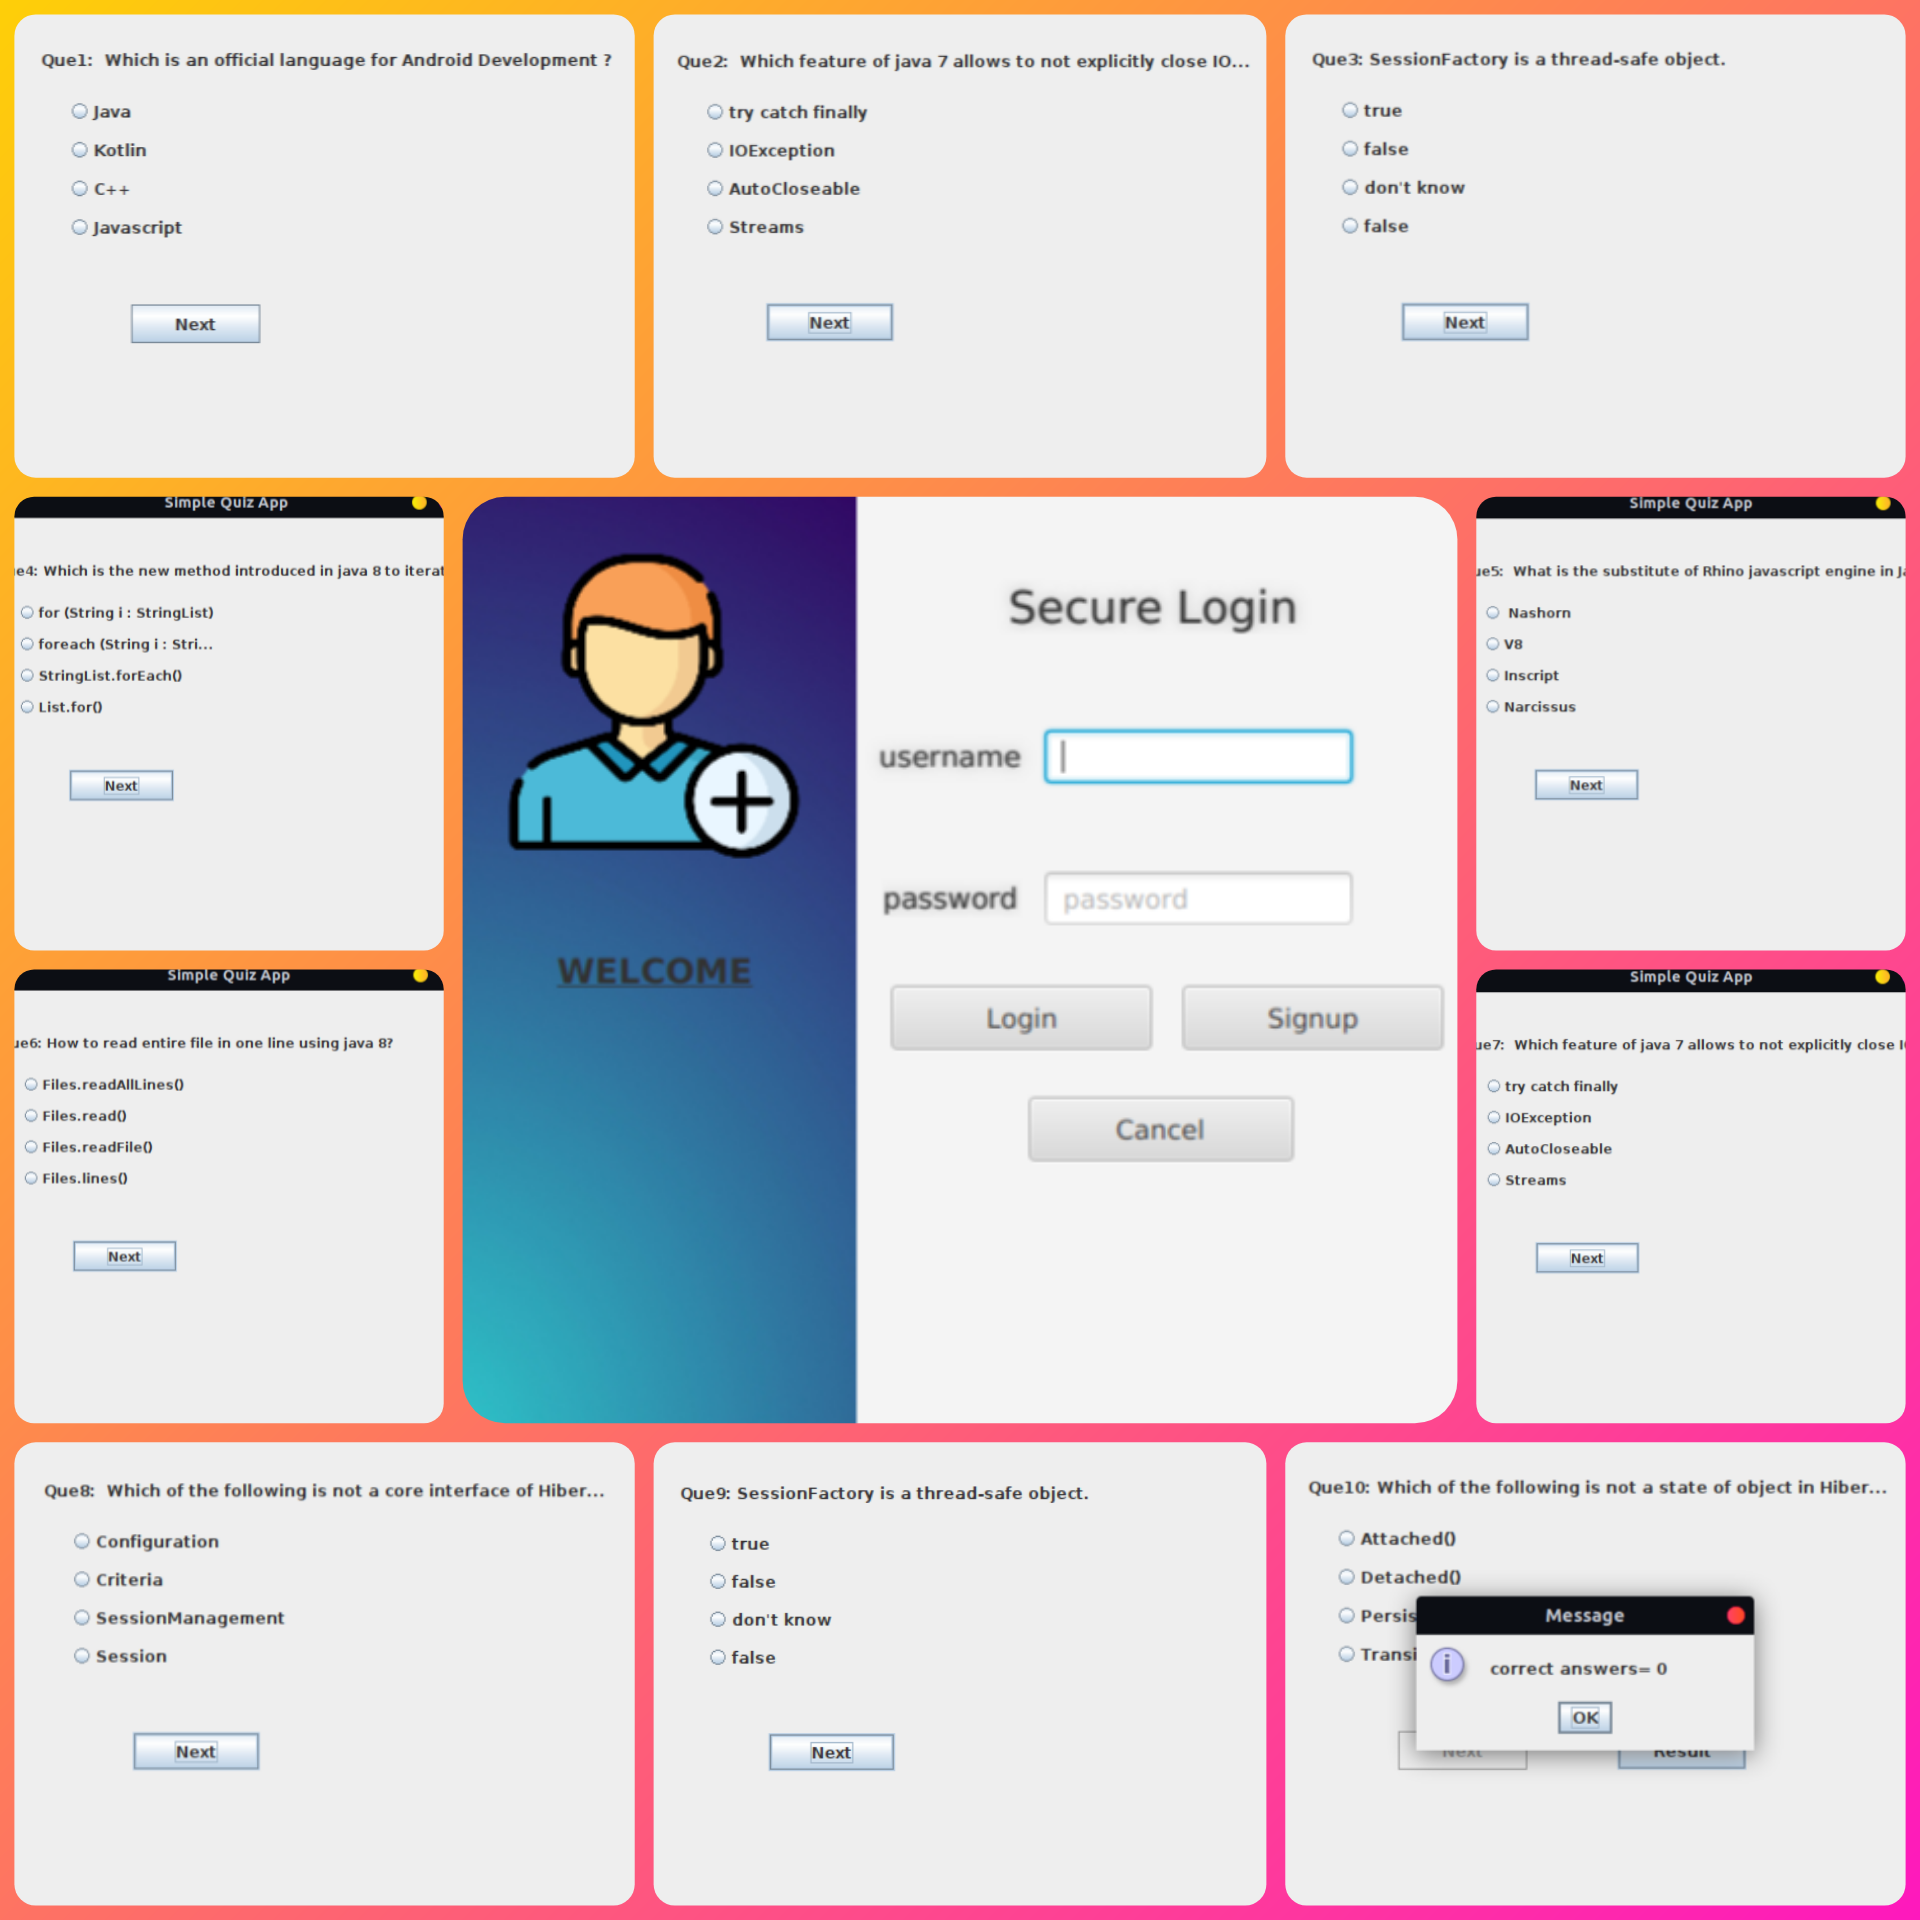 Que1: Which is an official language for Android Development ?
Java
Kotlin
C++
Javascript
Next
Que2: Which feature of java 7 allows to not explicitly close IO...
try catch finally
IOException
AutoCloseable
Streams
Next
Que3: SessionFactory is a thread-safe object.
true
false
don't know
false
Next
Simple Quiz App
e4: Which is the new method introduced in java 8 to iterat
for (String i : StringList)
foreach (String i : Stri...
StringList.forEach()
List.for()
Next
Secure Login
username
password
password
WELCOME
Login
Signup
Cancel
Simple Quiz App
ue5: What is the substitute of Rhino javascript engine in Ja
Nashorn
V8
Inscript
Narcissus
Next
Simple Quiz App
ue6: How to read entire file in one line using java 8?
Files.readAllLines()
Files.read()
Files.readFile()
Files.lines()
Next
Simple Quiz App
ue7: Which feature of java 7 allows to not explicitly close I
try catch finally
IOException
AutoCloseable
Streams
Next
Que8: Which of the following is not a core interface of Hiber...
Configuration
Criteria
SessionManagement
Session
Next
Que9: SessionFactory is a thread-safe object.
true
false
don't know
false
Next
Que10: Which of the following is not a state of object in Hiber...
Attached()
Detached()
Persis
Transi
Message
i
correct answers= 0
OK
Next
Result